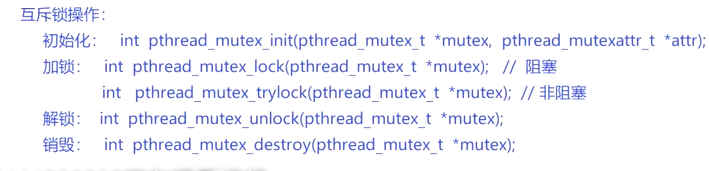 互斥锁操作：
初始化： int pthread_mutex_init(pthread_mutex_t *mutex, pthread_mutexattr_t *attr);
加锁： int pthread_mutex_lock(pthread_mutex_t *mutex); // 阻塞
int pthread_mutex_trylock(pthread_mutex_t *mutex); // 非阻塞
解锁： int pthread_mutex_unlock(pthread_mutex_t *mutex);
销毁： int pthread_mutex_destroy(pthread_mutex_t *mutex);